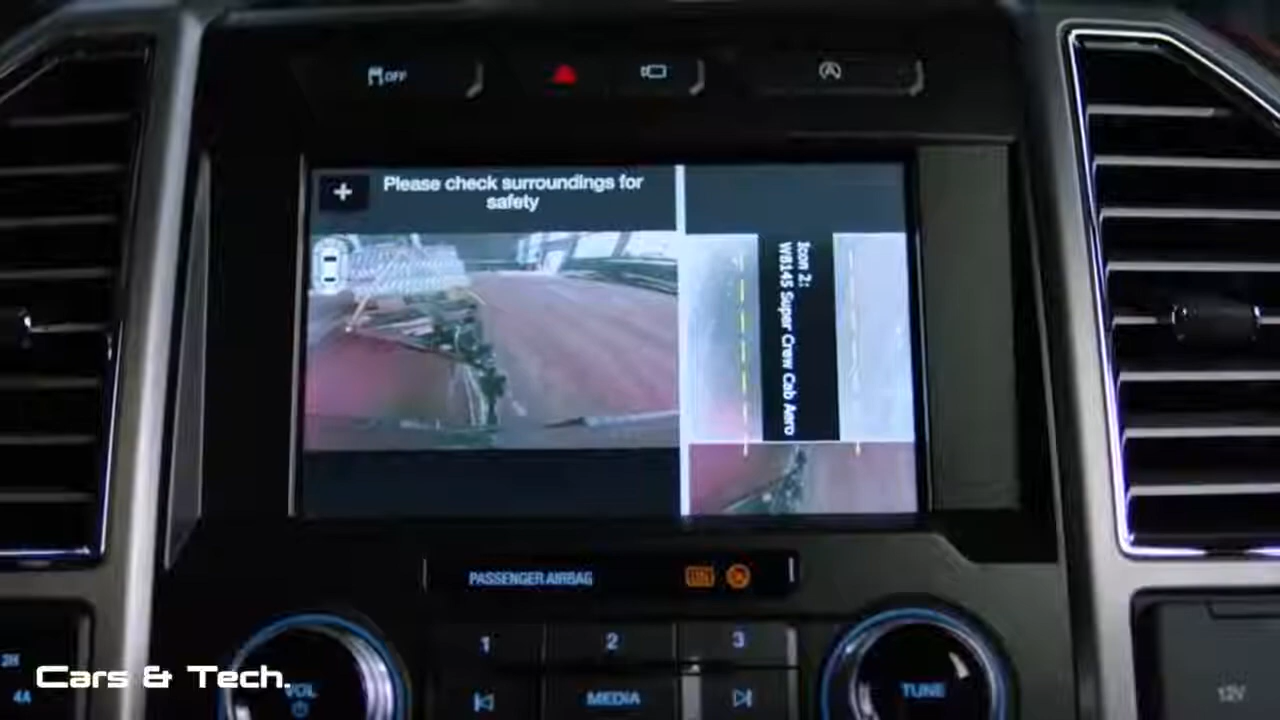 OFF
Please check surroundings for
safety
Icon 2:
W8145 Super Crew Cab Aero
PASSENGER AIRBAG
1
2
3
2H
4A
VOL
MEDIA
TUNE
12V
Cars & Tech.